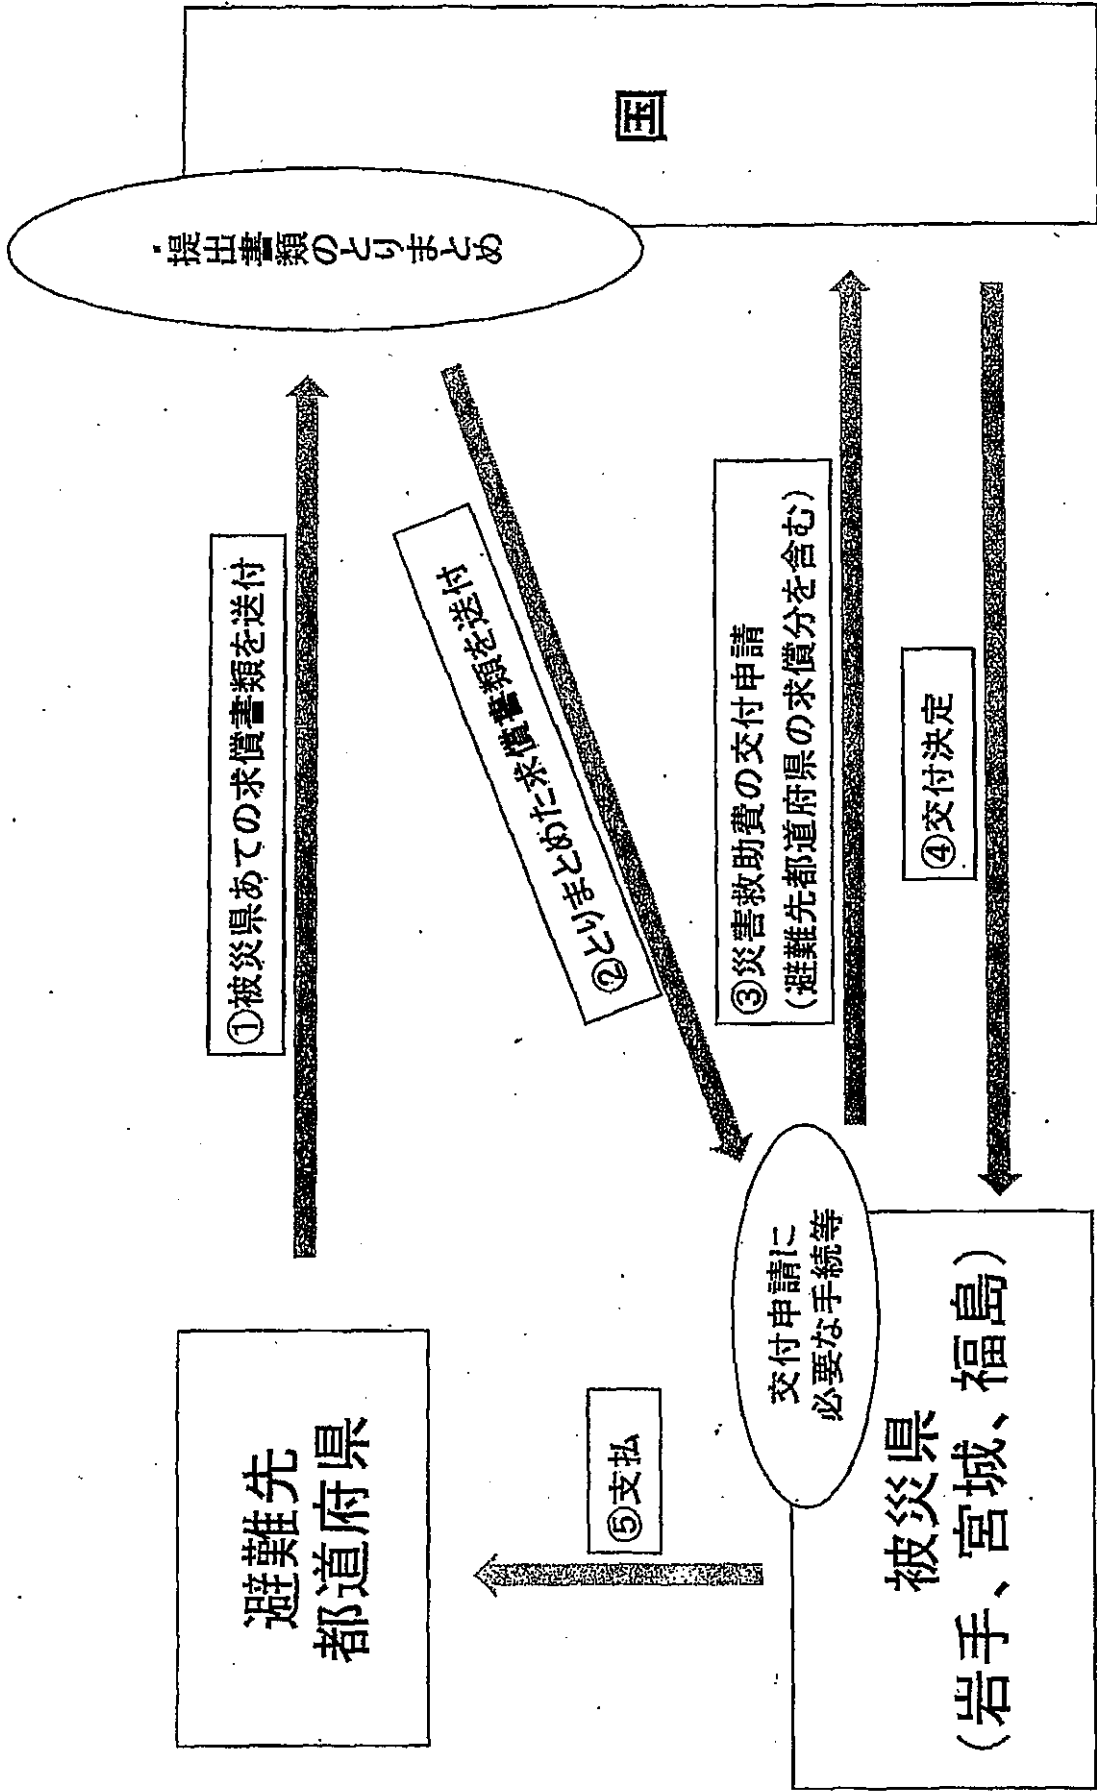 避難先
都道府県
①被災県あての求償書類を送付
提出書類のとりまとめ
国
②とりまとめた求償書類を送付
⑤支払
交付申請に
必要な手続等
③災害救助費の交付申請
(避難先都道府県の求償分を含む)
④交付決定
被災県
(岩手、宮城、福島)